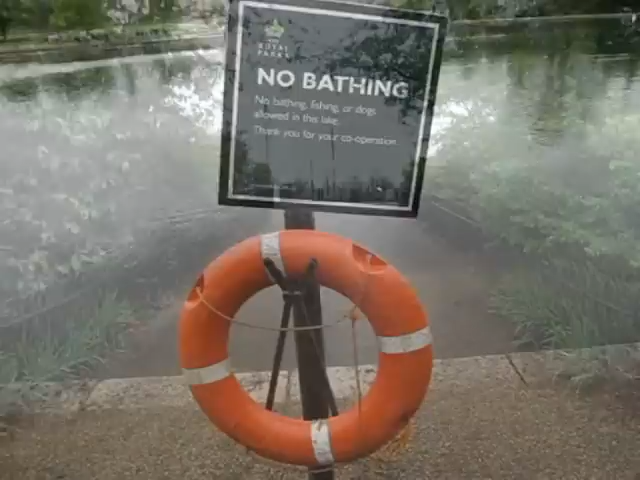 THE
ROYAL
PARKS
NO BATHING
No bathing, fishing, or dogs
allowed in this lake.
Thank you for your co-operation.